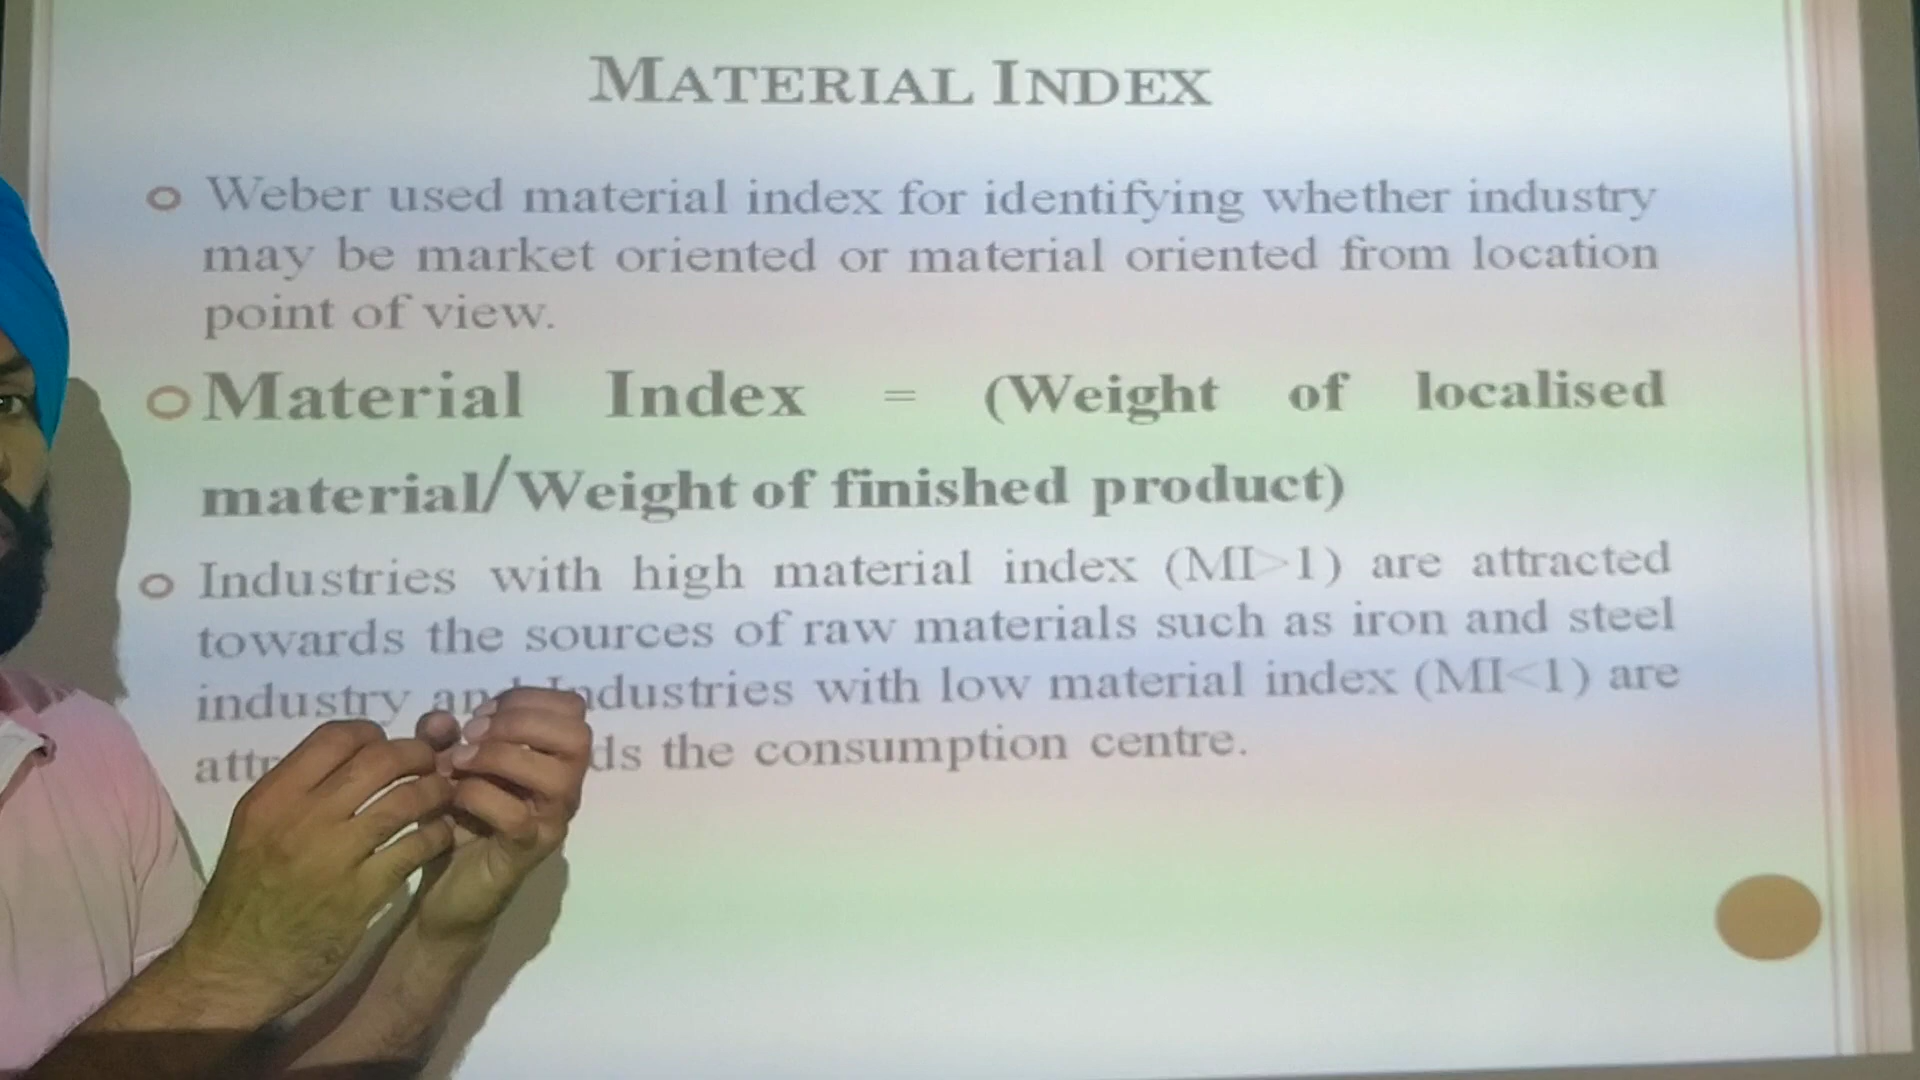 MATERIAL INDEX
Weber used material index for identifying whether industry
may be market oriented or material oriented from location
point of view.
Material Index = (Weight of localised
material/Weight of finished product)
Industries with high material index (MI>1) are attracted
towards the sources of raw materials such as iron and steel
industry and Industries with low material index (MI<1) are
the consumption centre.